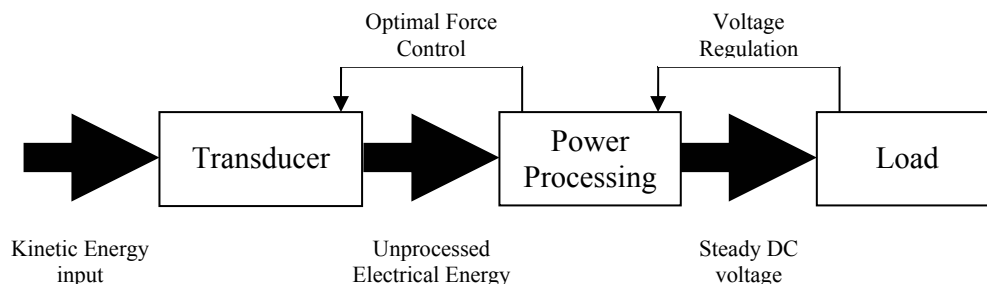 Optimal Force
Control
Voltage
Regulation
Transducer
Power
Processing
Load
Kinetic Energy
input
Unprocessed
Electrical Energy
Steady DC
voltage